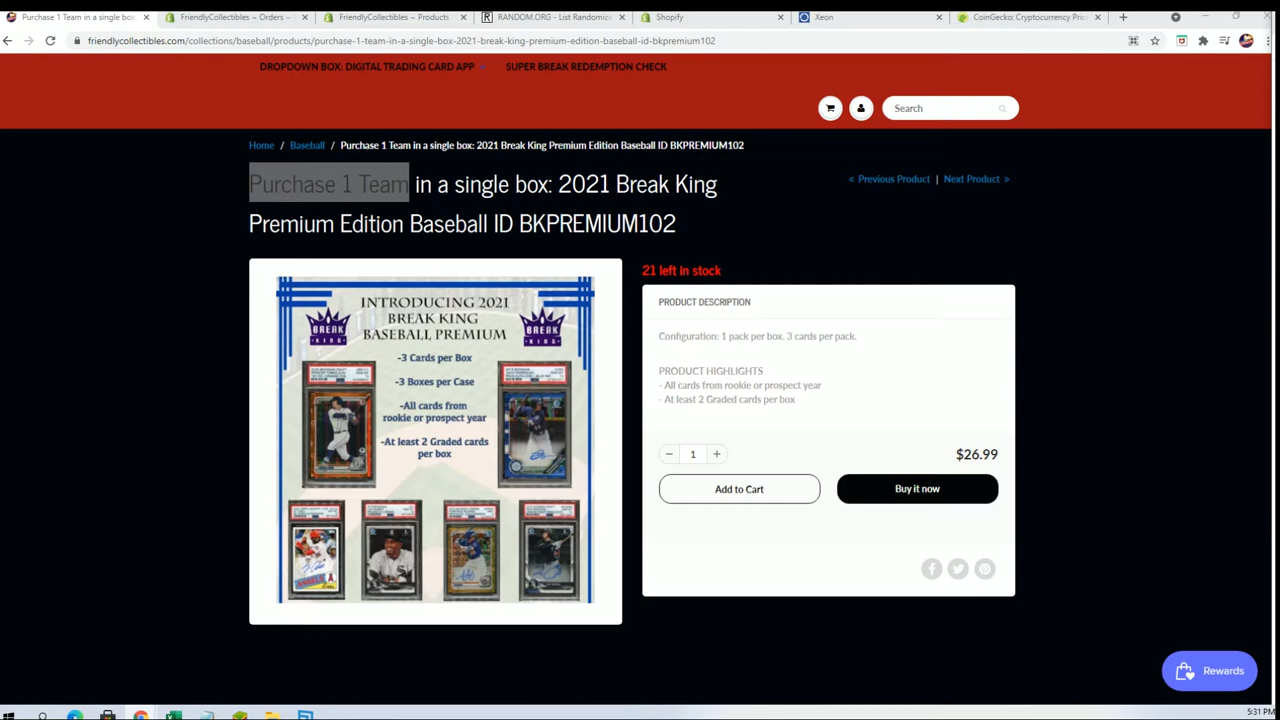 Purchase 1 Team in a single box
FriendlyCollectibles ~ Orders ~
FriendlyCollectibles ~ Products
RANDOM.ORG - List Randomize
Shopify
Xeon
CoinGecko: Cryptocurrency Pric
friendlycollectibles.com/collections/baseball/products/purchase-1-team-in-a-single-box-2021-break-king-premium-edition-baseball-id-bkpremium102
DROPDOWN BOX: DIGITAL TRADING CARD APP
SUPER BREAK REDEMPTION CHECK
Search
Home / Baseball / Purchase 1 Team in a single box: 2021 Break King Premium Edition Baseball ID BKPREMIUM102
Purchase 1 Team in a single box: 2021 Break King
Premium Edition Baseball ID BKPREMIUM102
« Previous Product | Next Product »
INTRODUCING 2021
BREAK KING
BASEBALL, PREMIUM
BREAK
KING
BREAK
KING
-3 Cards per Box
-3 Boxes per Case
-All cards from
rookie or prospect year
-At least 2 Graded cards
per box
21 left in stock
PRODUCT DESCRIPTION
Configuration: 1 pack per box. 3 cards per pack.
PRODUCT HIGHLIGHTS
- All cards from rookie or prospect year
- At least 2 Graded cards per box
1
$26.99
Add to Cart
Buy it now
Rewards
5:31 PM